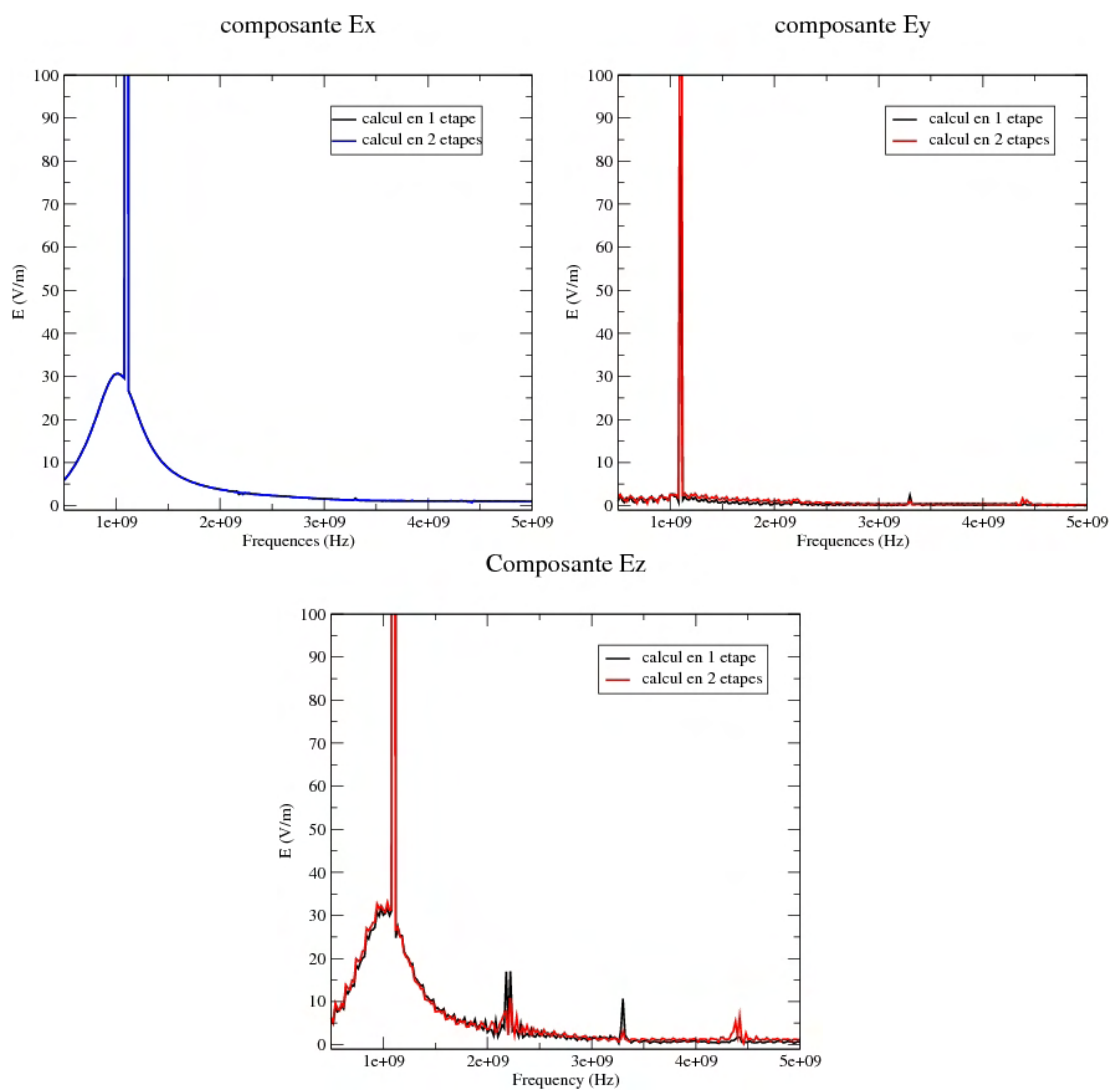 composante Ex
composante Ey
100
90
80
70
60
50
40
30
20
10
0
E (V/m)
calcul en 1 etape
calcul en 2 etapes
1e+09
2e+09
3e+09
4e+09
5e+09
Frequences (Hz)
100
90
80
70
60
50
40
30
20
10
0
E (V/m)
calcul en 1 etape
calcul en 2 etapes
1e+09
2e+09
3e+09
4e+09
5e+09
Frequences (Hz)
Composante Ez
100
90
80
70
60
50
40
30
20
10
0
E (V/m)
calcul en 1 etape
calcul en 2 etapes
1e+09
2e+09
3e+09
4e+09
5e+09
Frequency (Hz)